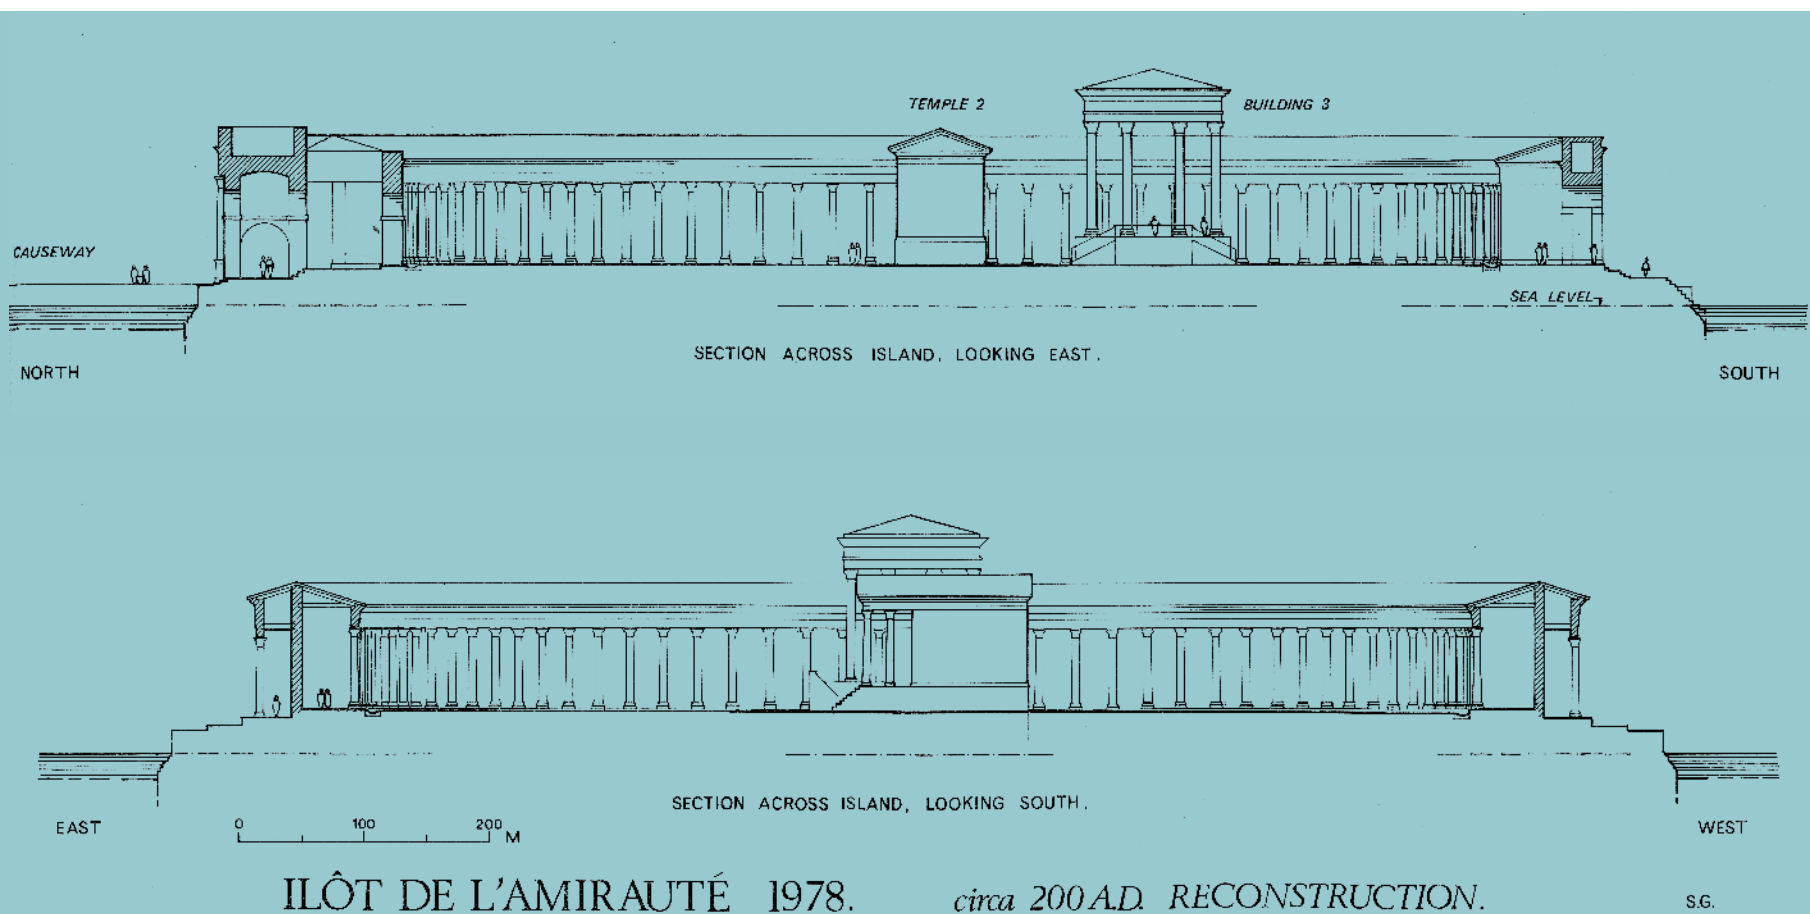 TEMPLE 2
BUILDING 3
CAUSEWAY
SEA LEVEL
SECTION ACROSS ISLAND, LOOKING EAST.
NORTH
SOUTH
SECTION ACROSS ISLAND, LOOKING SOUTH.
EAST
0 100 200 M
WEST
ILÔT DE L'AMIRAUTÉ 1978. circa 200 A.D. RECONSTRUCTION.
S.G.